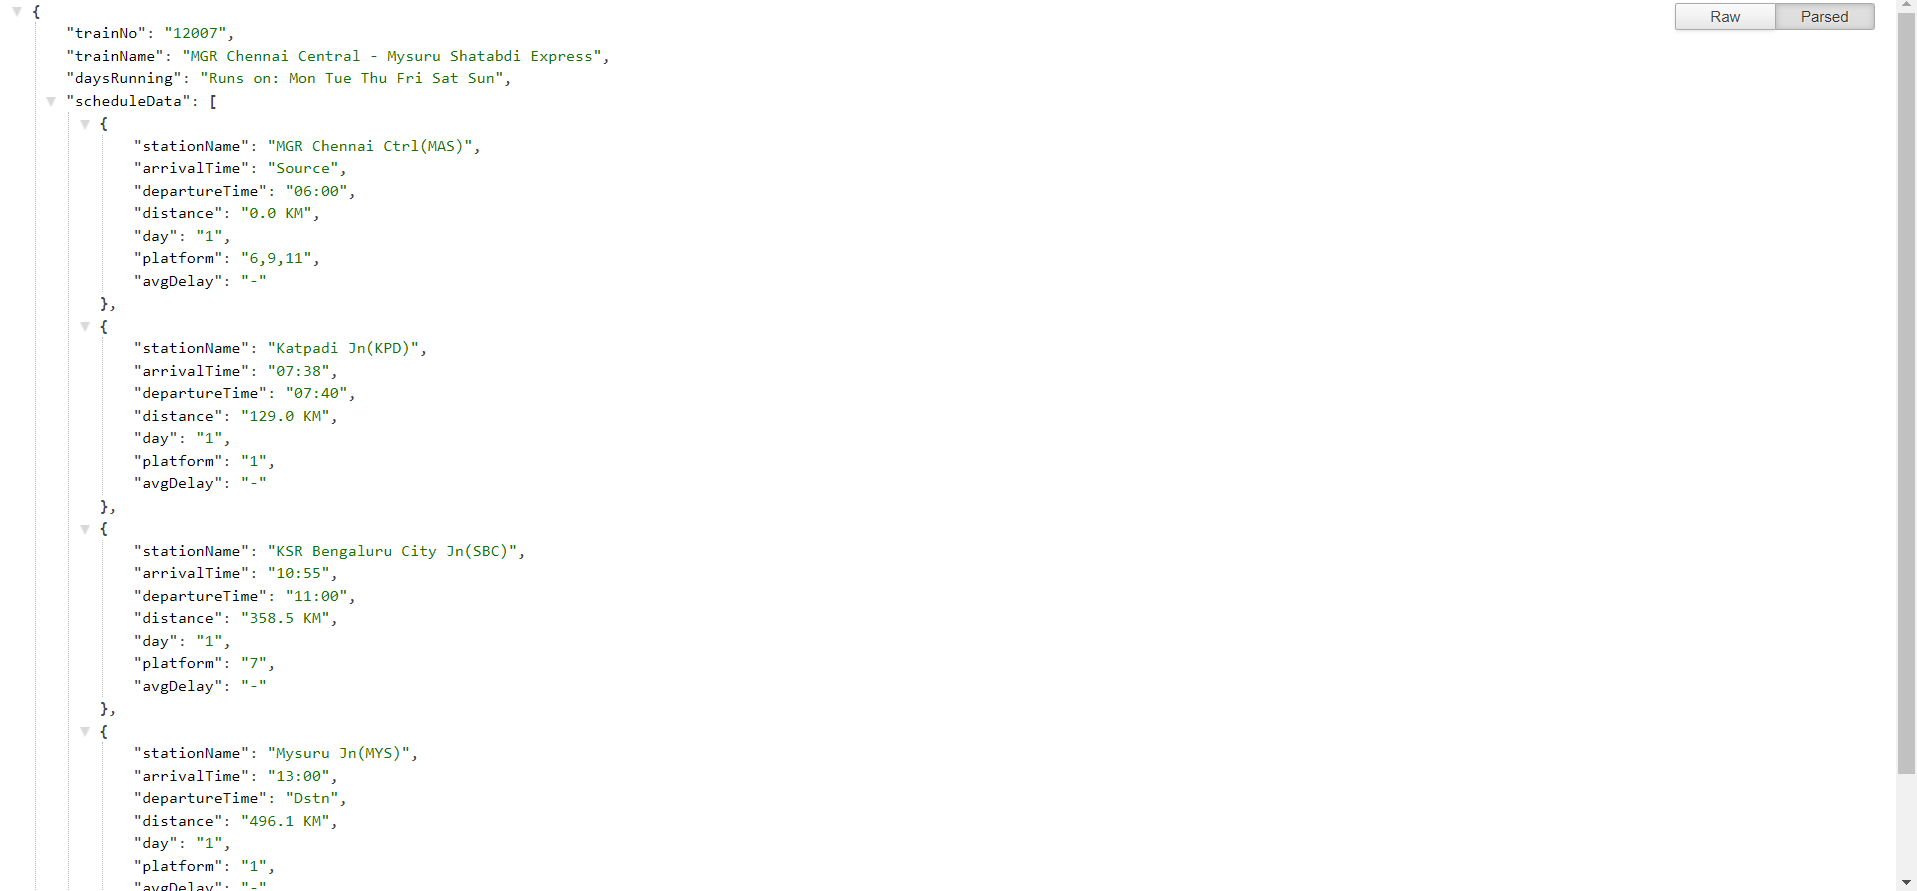 {
"trainNo": "12007",
"trainName": "MGR Chennai Central - Mysuru Shatabdi Express",
"daysRunning": "Runs on: Mon Tue Thu Fri Sat Sun",
"scheduleData": [
{
"stationName": "MGR Chennai Ctrl(MAS)",
"arrivalTime": "Source",
"departureTime": "06:00",
"distance": "0.0 KM",
"day": "1",
"platform": "6,9,11",
"avgDelay": "-"
},
{
"stationName": "Katpadi Jn(KPD)",
"arrivalTime": "07:38",
"departureTime": "07:40",
"distance": "129.0 KM",
"day": "1",
"platform": "1",
"avgDelay": "-"
},
{
"stationName": "KSR Bengaluru City Jn(SBC)",
"arrivalTime": "10:55",
"departureTime": "11:00",
"distance": "358.5 KM",
"day": "1",
"platform": "7",
"avgDelay": "-"
},
{
"stationName": "Mysuru Jn(MYS)",
"arrivalTime": "13:00",
"departureTime": "Dstn",
"distance": "496.1 KM",
"day": "1",
"platform": "1",
"avgDelay": "-"
Raw Parsed